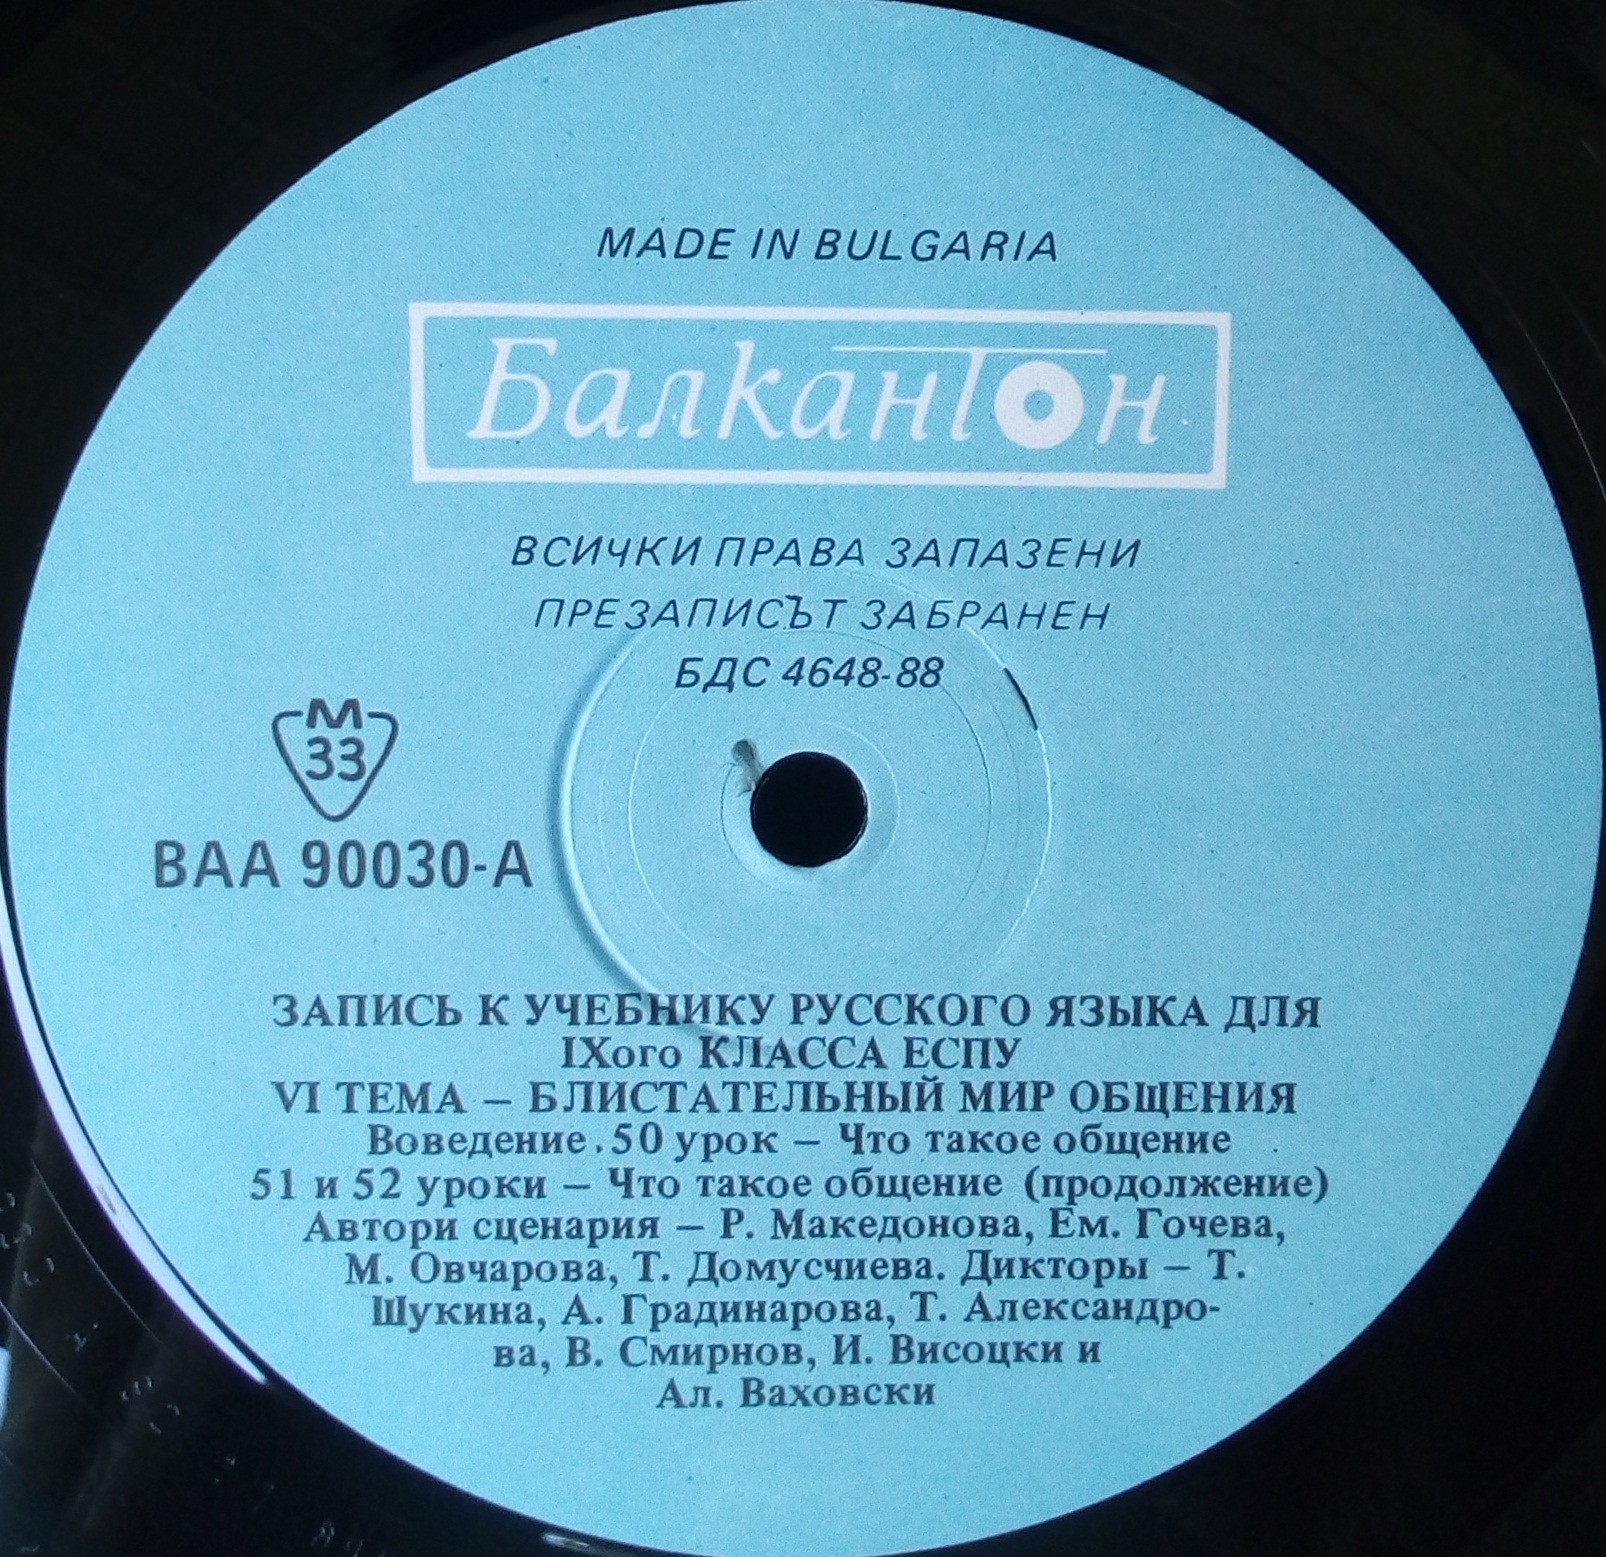 MADE IN BULGARIA
Балкантон
ВСИЧКИ ПРАВА ЗАПАЗЕНИ
ПРЕЗАПИСЪТ ЗАБРАНЕН
БДС 4648-88
М
33
ВАА 90030-А
ЗАПИСЬ К УЧЕБНИКУ РУССКОГО ЯЗЫКА ДЛЯ
IХого КЛАССА ЕСПУ
VI ТЕМА – БЛИСТАТЕЛЬНЫЙ МИР ОБЩЕНИЯ
Воведение. 50 урок – Что такое общение
51 и 52 уроки – Что такое общение (продолжение)
Автори сценария – Р. Македонова, Ем. Гочева,
М. Овчарова, Т. Домусчиева. Дикторы – Т.
Шукина, А. Градинарова, Т. Александро-
ва, В. Смирнов, И. Висоцки и
Ал. Ваховски